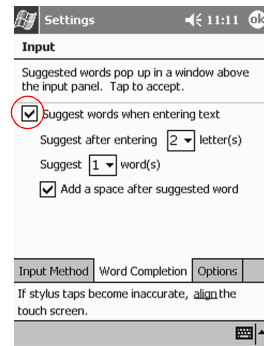 Settings 11:11 ok
Input
Suggested words pop up in a window above
the input panel. Tap to accept.
Suggest words when entering text
Suggest after entering 2 letter(s)
Suggest 1 word(s)
Add a space after suggested word
Input Method Word Completion Options
If stylus taps become inaccurate, align the
touch screen.